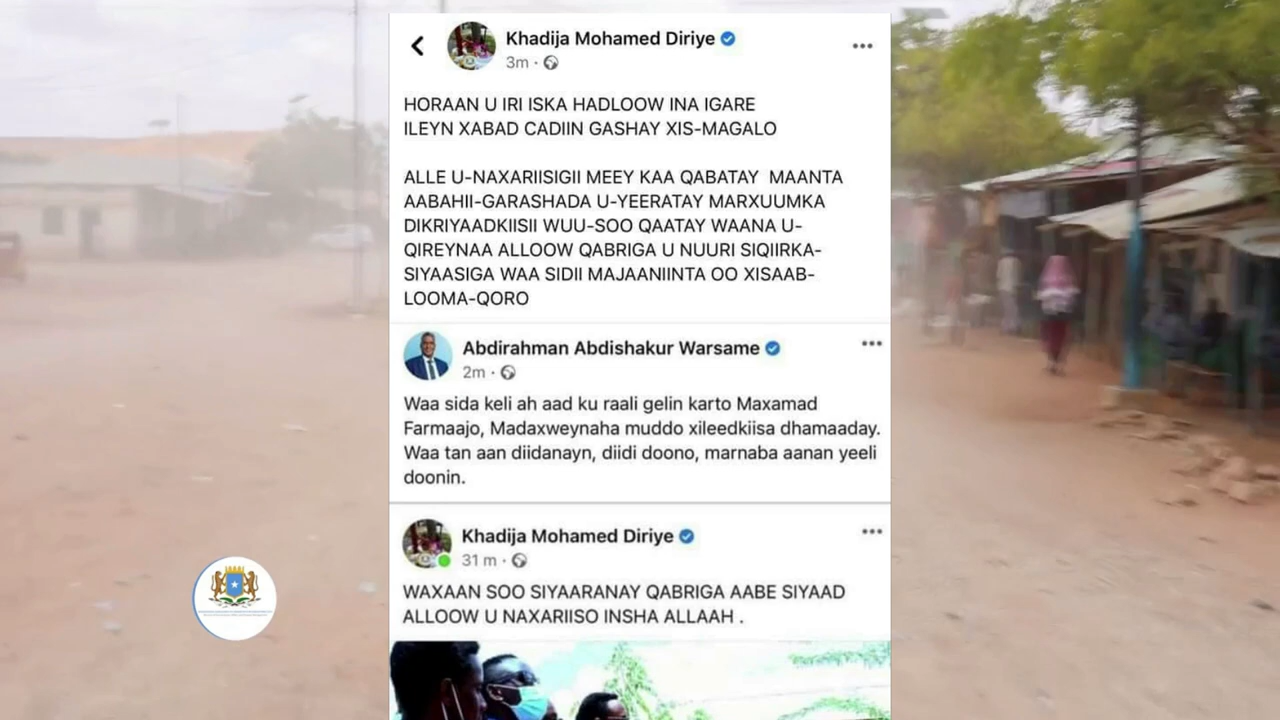 Khadija Mohamed Diriye
3m ·
HORAAN U IRI ISKA HADLOOW INA IGARE
ILEYN XABAD CADIIN GASHAY XIS-MAGALO
ALLE U-NAXARIISIGII MEEY KAA QABATAY MAANTA
AABAHII-GARASHADA U-YEERATAY MARXUUMKA
DIKRIYAADKIISII WUU-SOO QAATAY WAANA U-
QIREYNAA ALLOOW QABRIGA U NUURI SIQIIRKA-
SIYAASIGA WAA SIDII MAJAANIINTA OO XISAAB-
LOOMA-QORO
Abdirahman Abdishakur Warsame
2m ·
Waa sida keli ah aad ku raali gelin karto Maxamad
Farmaajo, Madaxweynaha muddo xileedkiisa dhamaaday.
Waa tan aan diidanayn, diidi doono, marnaba aanan yeeli
doonin.
Khadija Mohamed Diriye
31 m ·
WAXAAN SOO SIYAARANAY QABRIGA AABE SIYAAD
ALLOOW U NAXARIISO INSHA ALLAAH .